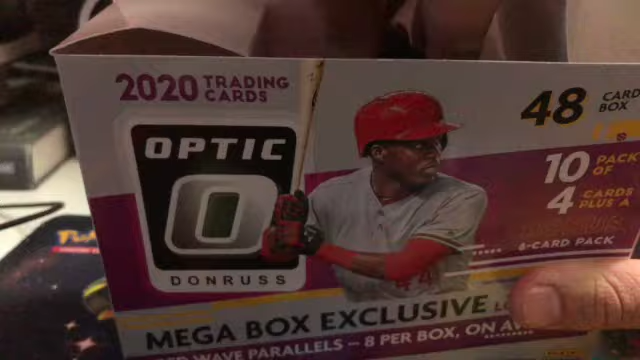 2020 TRADING
CARDS
48 CARD
BOX
OPTIC
DONRUSS
10 PACK
OF
4 CARDS
PLUS A
8-CARD PACK
44
MEGA BOX EXCLUSIVE
WAVE PARALLELS – 8 PER BOX, ON